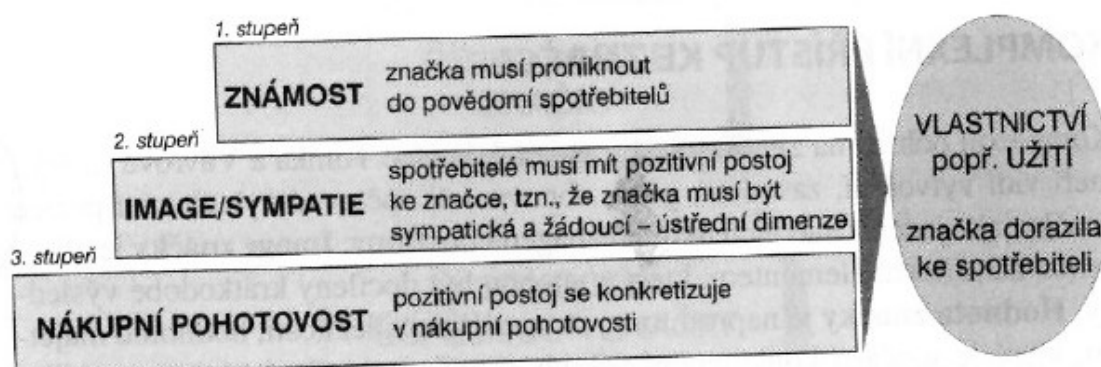 1. stupeň
ZNÁMOST
značka musí proniknout
do povědomí spotřebitelů
2. stupeň
IMAGE/SYMPATIE
spotřebitelé musí mít pozitivní postoj
ke značce, tzn., že značka musí být
sympatická a žádoucí – ústřední dimenze
3. stupeň
NÁKUPNÍ POHOTOVOST
pozitivní postoj se konkretizuje
v nákupní pohotovosti
VLASTNICTVÍ
popř. UŽITÍ
značka dorazila
ke spotřebiteli